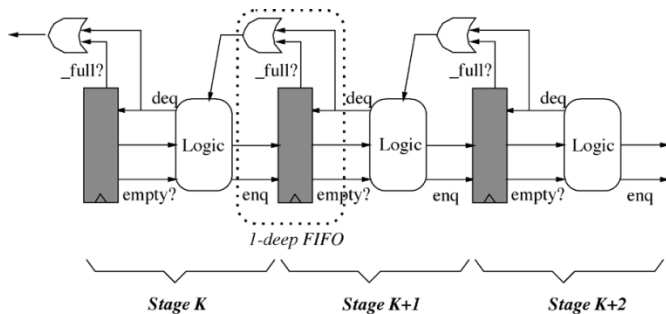 _full? _full? _full?
deq deq deq
Logic Logic Logic
empty? enq empty? enq empty? enq
1-deep FIFO
Stage K Stage K+1 Stage K+2